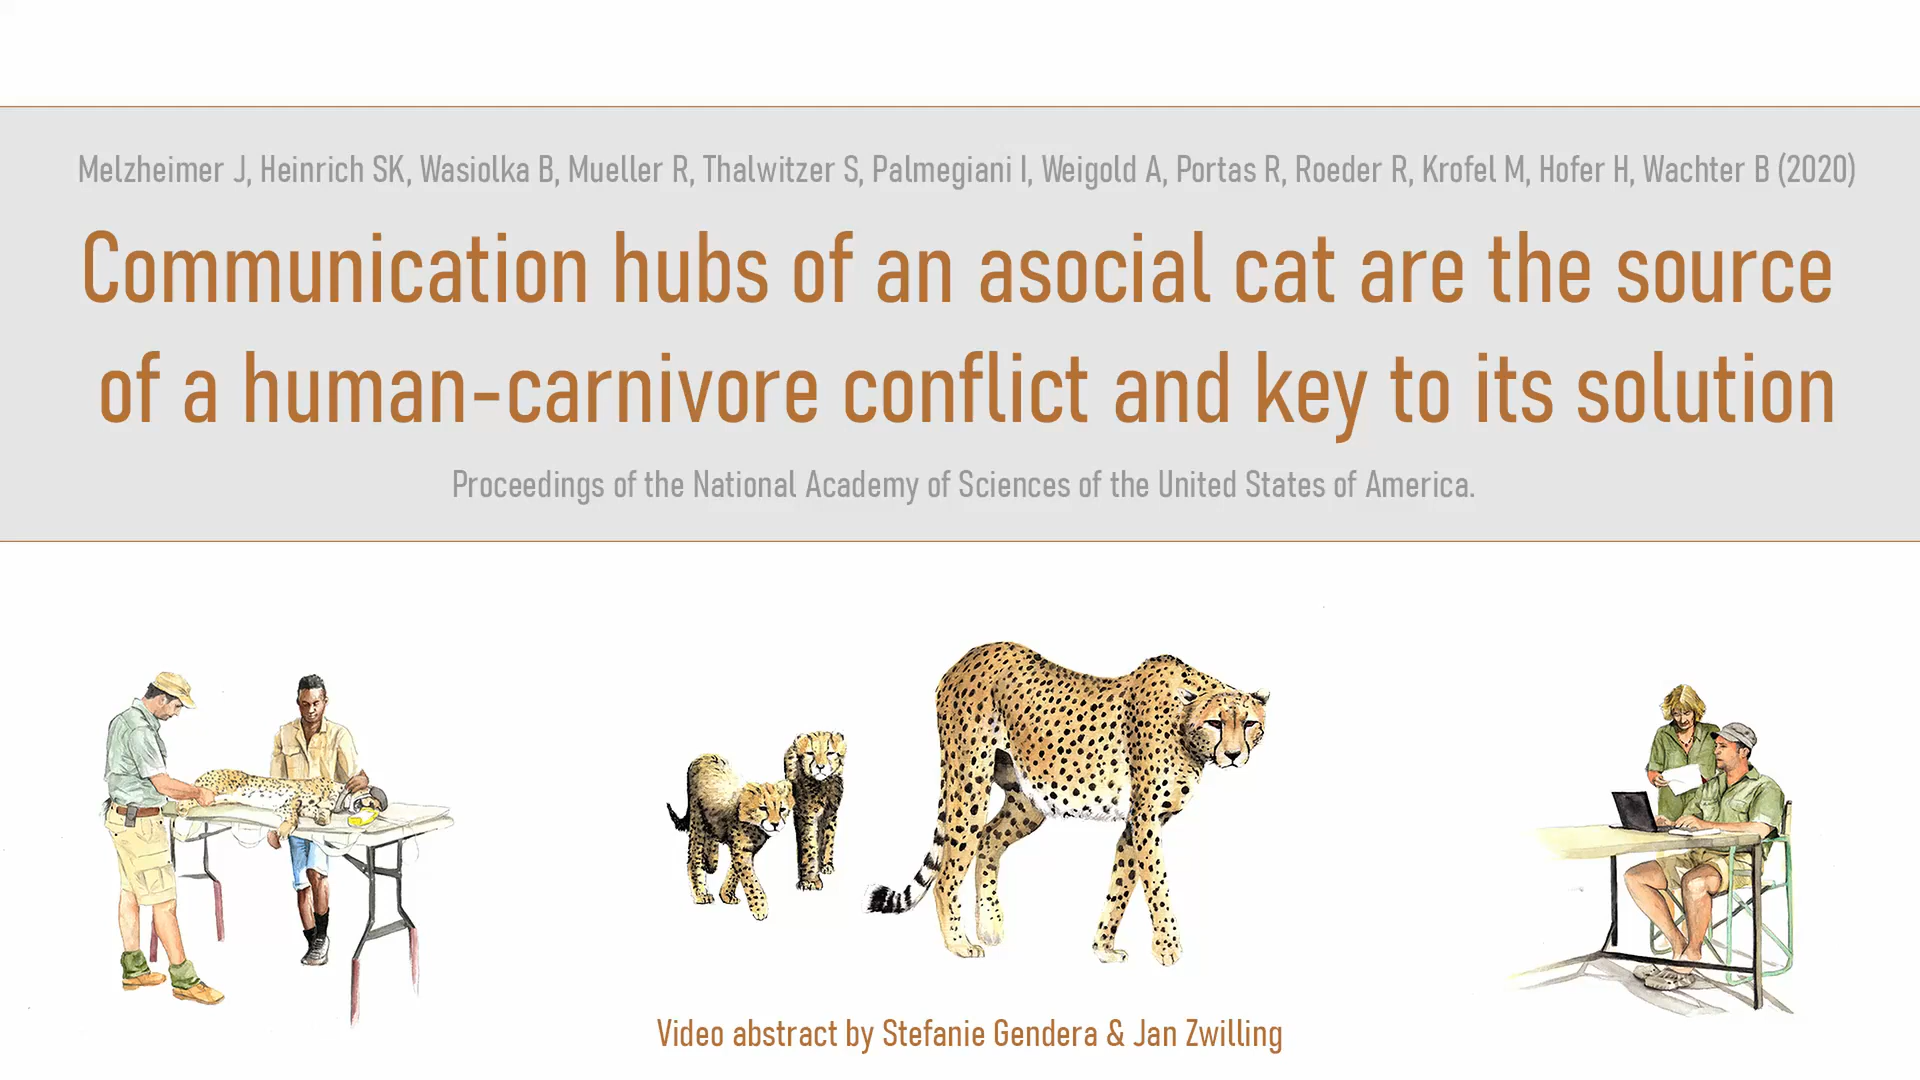 Melzheimer J, Heinrich SK, Wasiolka B, Mueller R, Thalwitzer S, Palmegiani I, Weigold A, Portas R, Roeder R, Krofel M, Hofer H, Wachter B (2020)
Communication hubs of an asocial cat are the source
of a human-carnivore conflict and key to its solution
Proceedings of the National Academy of Sciences of the United States of America.
Video abstract by Stefanie Gendera & Jan Zwilling